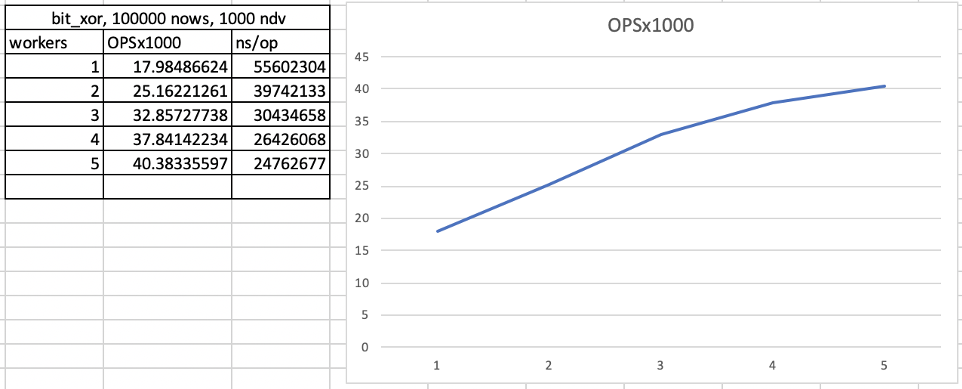 bit_xor, 100000 nows, 1000 ndv
workers OPSx1000 ns/op
1 17.98486624 55602304
2 25.16221261 39742133
3 32.85727738 30434658
4 37.84142234 26426068
5 40.38335597 24762677
OPSx1000
45
40
35
30
25
20
15
10
5
0
1 2 3 4 5